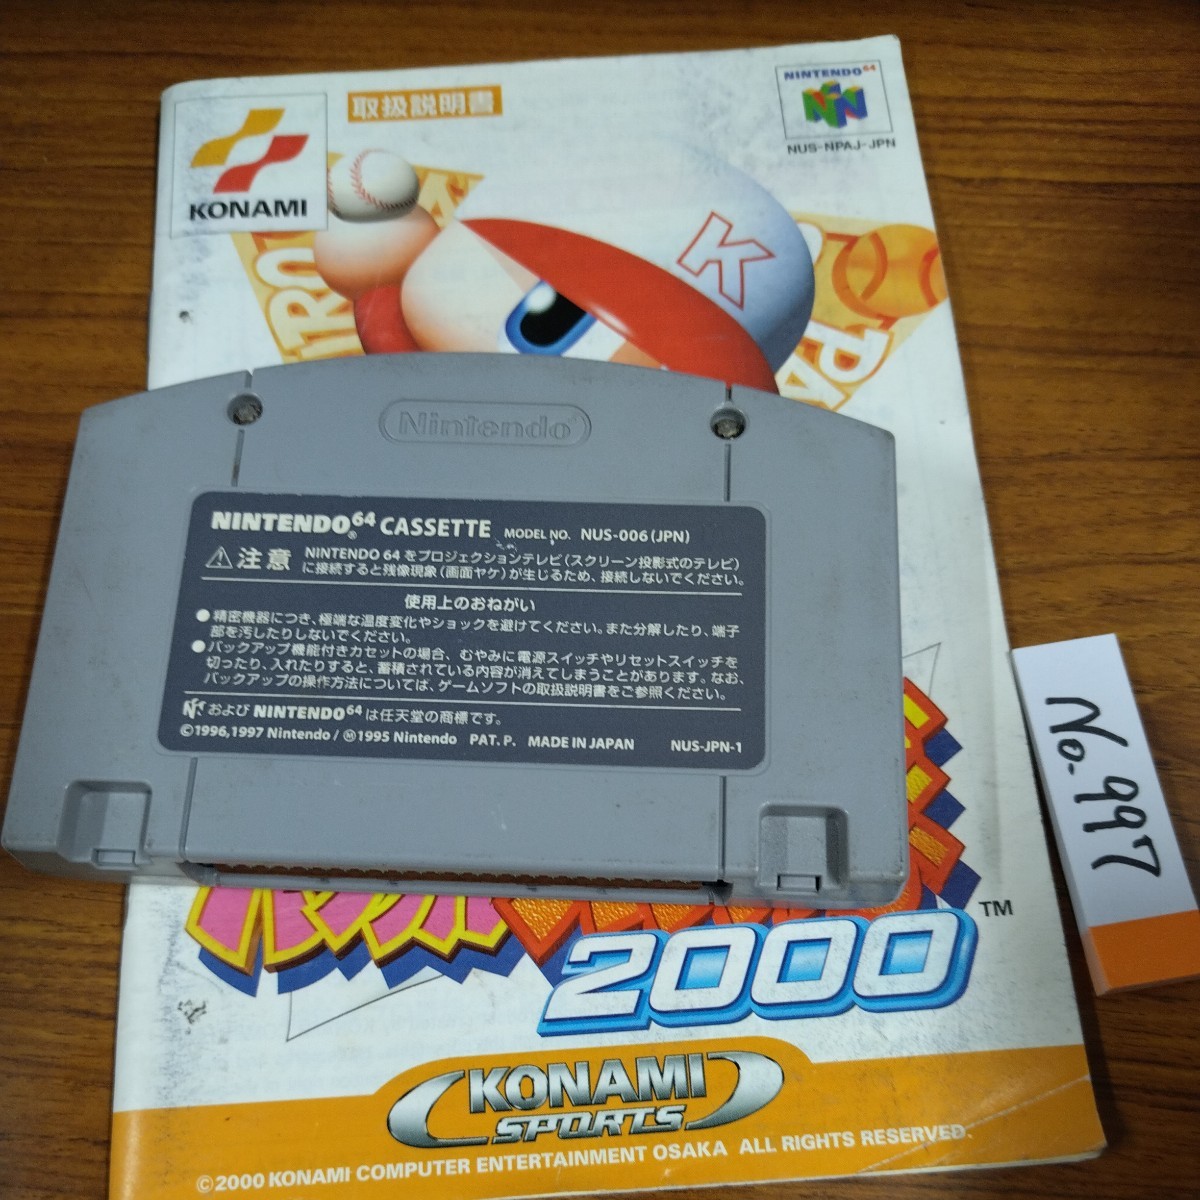 取扱説明書
KONAMI
NINTENDO64
NUS-NPAJ-JPN
K
Nintendo
NINTENDO64 CASSETTE MODEL NO. NUS-006 (JPN)
⚠注意 NINTENDO 64 をプロジェクションテレビ(スクリーン投影式のテレビ)
に接続すると残像現象(画面ヤケ)が生じるため、接続しないでください。
使用上のおねがい
●精密機器につき、極端な温度変化やショックを避けてください。また分解したり、端子
部を汚したりしないでください。
●バックアップ機能付きカセットの場合、むやみに電源スイッチやリセットスイッチを
切ったり、入れたりすると、蓄積されている内容が消えてしまうことがあります。なお、
バックアップの操作方法については、ゲームソフトの取扱説明書をご参照ください。
および NINTENDO64 は任天堂の商標です。
©1996,1997 Nintendo / Ⓜ1995 Nintendo PAT. P. MADE IN JAPAN NUS-JPN-1
No.997
2000 ™
KONAMI
SPORTS
©2000 KONAMI COMPUTER ENTERTAINMENT OSAKA ALL RIGHTS RESERVED.